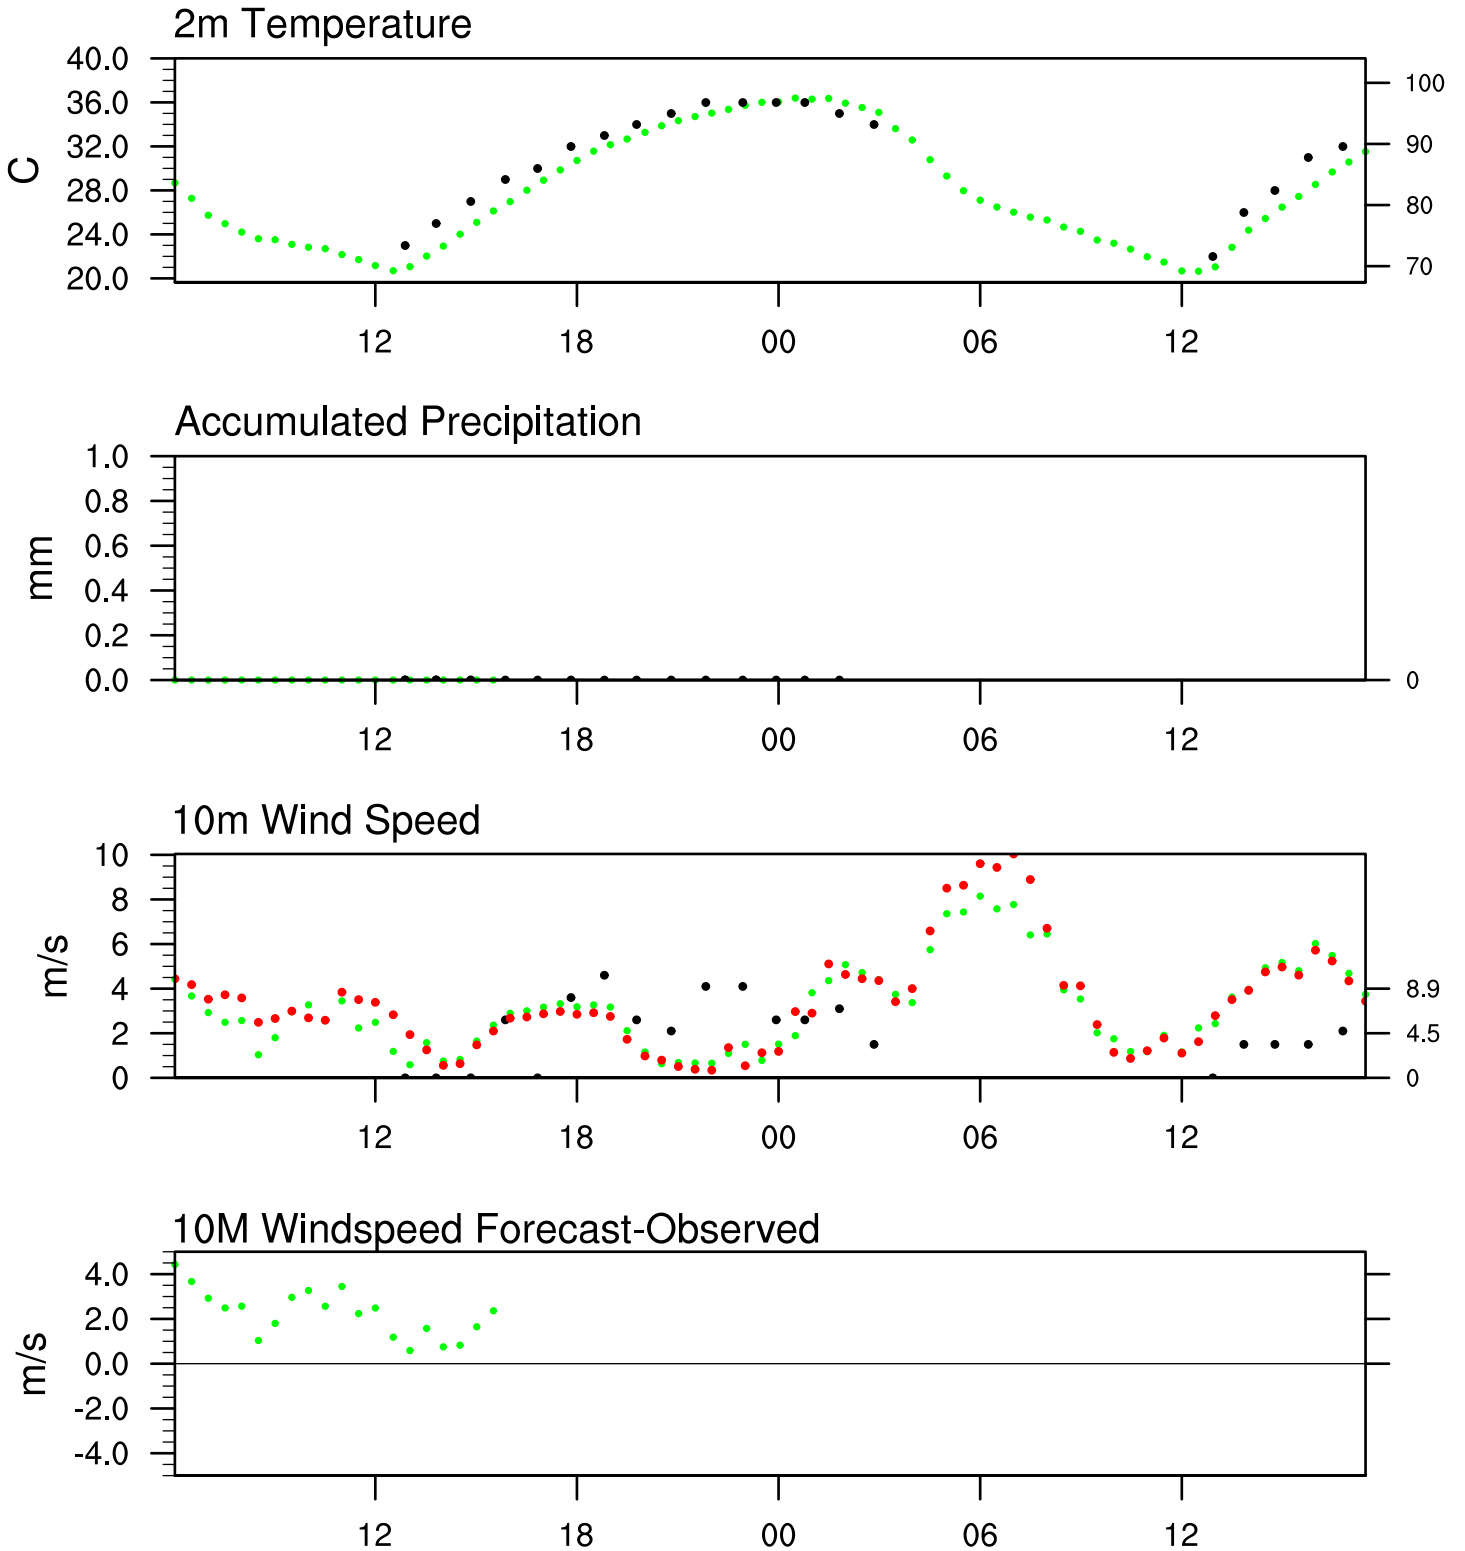 2m Temperature
40.0
36.0
32.0
28.0
24.0
20.0
C
100
90
80
70
12 18 00 06 12
Accumulated Precipitation
1.0
0.8
0.6
0.4
0.2
0.0
mm
0
12 18 00 06 12
10m Wind Speed
10
8
6
4
2
0
m/s
8.9
4.5
0
12 18 00 06 12
10M Windspeed Forecast-Observed
4.0
2.0
0.0
-2.0
-4.0
m/s
12 18 00 06 12